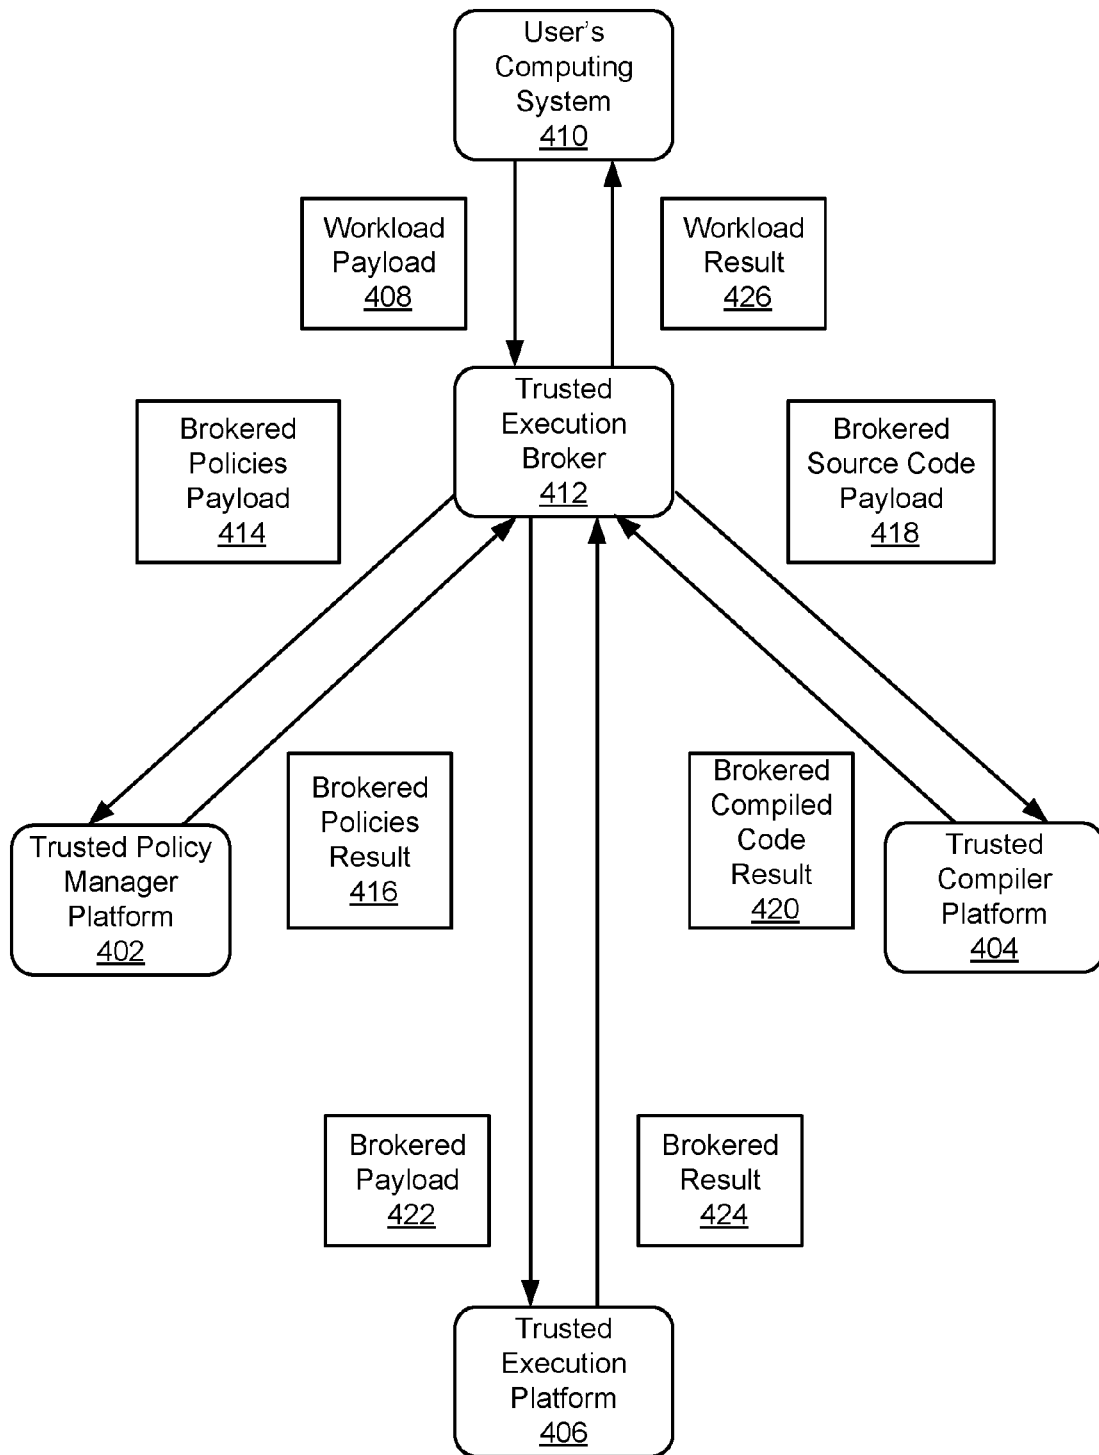 User's
Computing
System
410
Workload
Payload
408
Workload
Result
426
Trusted
Execution
Broker
412
Brokered
Policies
Payload
414
Brokered
Source Code
Payload
418
Brokered
Policies
Result
416
Brokered
Compiled
Code
Result
420
Trusted Policy
Manager
Platform
402
Trusted
Compiler
Platform
404
Brokered
Payload
422
Brokered
Result
424
Trusted
Execution
Platform
406